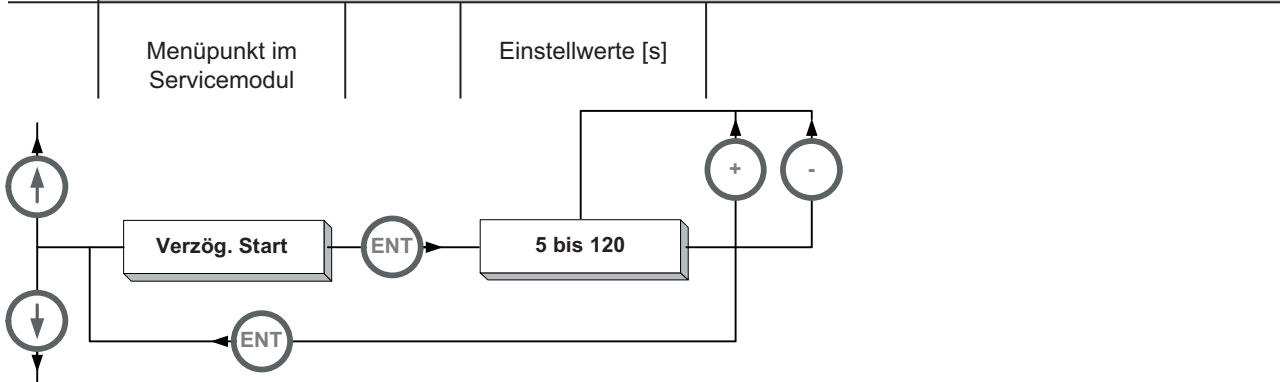 Menüpunkt im
Servicemodul
Einstellwerte [s]
+
-
Verzög. Start
ENT
5 bis 120
ENT